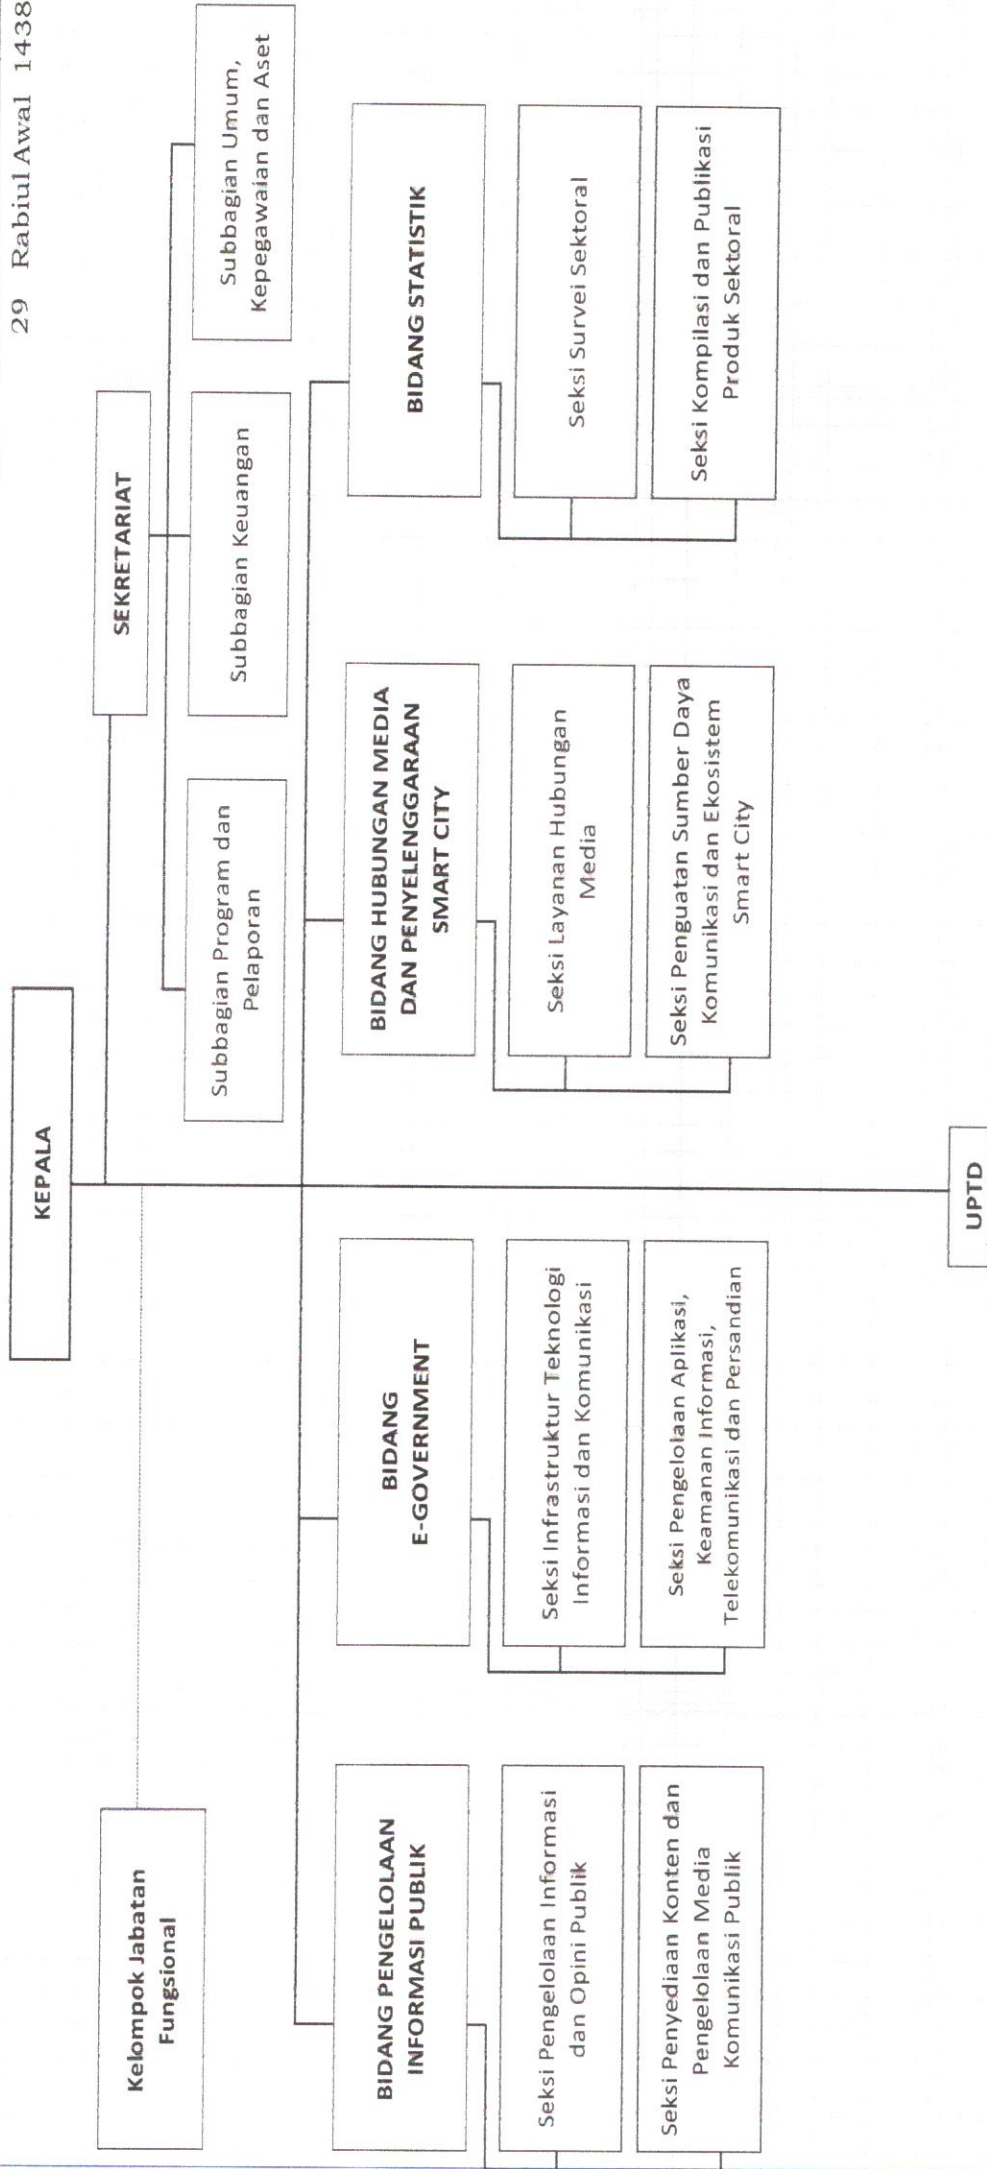 29 Rabiul Awal 1438
KEPALA
SEKRETARIAT
Kelompok Jabatan
Fungsional
Subbagian Program dan
Pelaporan
Subbagian Keuangan
Subbagian Umum,
Kepegawaian dan Aset
BIDANG PENGELOLAAN
INFORMASI PUBLIK
Seksi Pengelolaan Informasi
dan Opini Publik
Seksi Penyediaan Konten dan
Pengelolaan Media
Komunikasi Publik
BIDANG
E-GOVERNMENT
Seksi Infrastruktur Teknologi
Informasi dan Komunikasi
Seksi Pengelolaan Aplikasi,
Keamanan Informasi,
Telekomunikasi dan Persandian
BIDANG HUBUNGAN MEDIA
DAN PENYELENGGARAAN
SMART CITY
Seksi Layanan Hubungan
Media
Seksi Penguatan Sumber Daya
Komunikasi dan Ekosistem
Smart City
BIDANG STATISTIK
Seksi Survei Sektoral
Seksi Kompilasi dan Publikasi
Produk Sektoral
UPTD